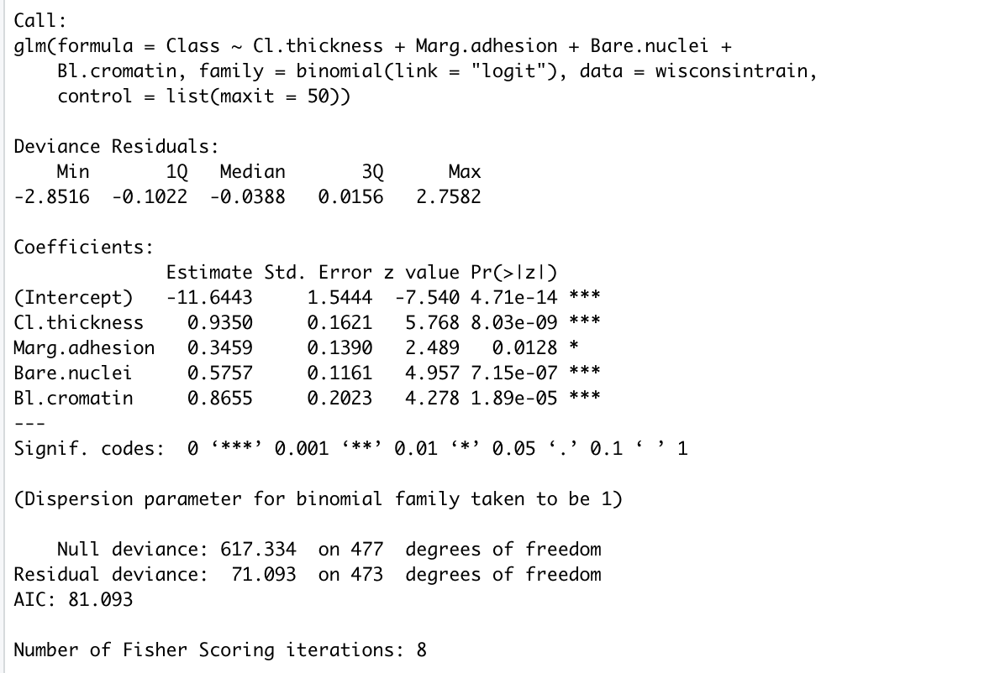 Call:
glm(formula = Class ~ Cl.thickness + Marg.adhesion + Bare.nuclei +
    Bl.cromatin, family = binomial(link = "logit"), data = wisconsintrain,
    control = list(maxit = 50))

Deviance Residuals:
    Min       1Q   Median       3Q      Max
-2.8516  -0.1022  -0.0388   0.0156   2.7582

Coefficients:
              Estimate Std. Error z value Pr(>|z|)
(Intercept)   -11.6443     1.5444  -7.540 4.71e-14 ***
Cl.thickness    0.9350     0.1621   5.768 8.03e-09 ***
Marg.adhesion   0.3459     0.1390   2.489   0.0128 *
Bare.nuclei     0.5757     0.1161   4.957 7.15e-07 ***
Bl.cromatin     0.8655     0.2023   4.278 1.89e-05 ***
---
Signif. codes:  0 ‘***’ 0.001 ‘**’ 0.01 ‘*’ 0.05 ‘.’ 0.1 ‘ ’ 1

(Dispersion parameter for binomial family taken to be 1)

    Null deviance: 617.334  on 477  degrees of freedom
Residual deviance:  71.093  on 473  degrees of freedom
AIC: 81.093

Number of Fisher Scoring iterations: 8